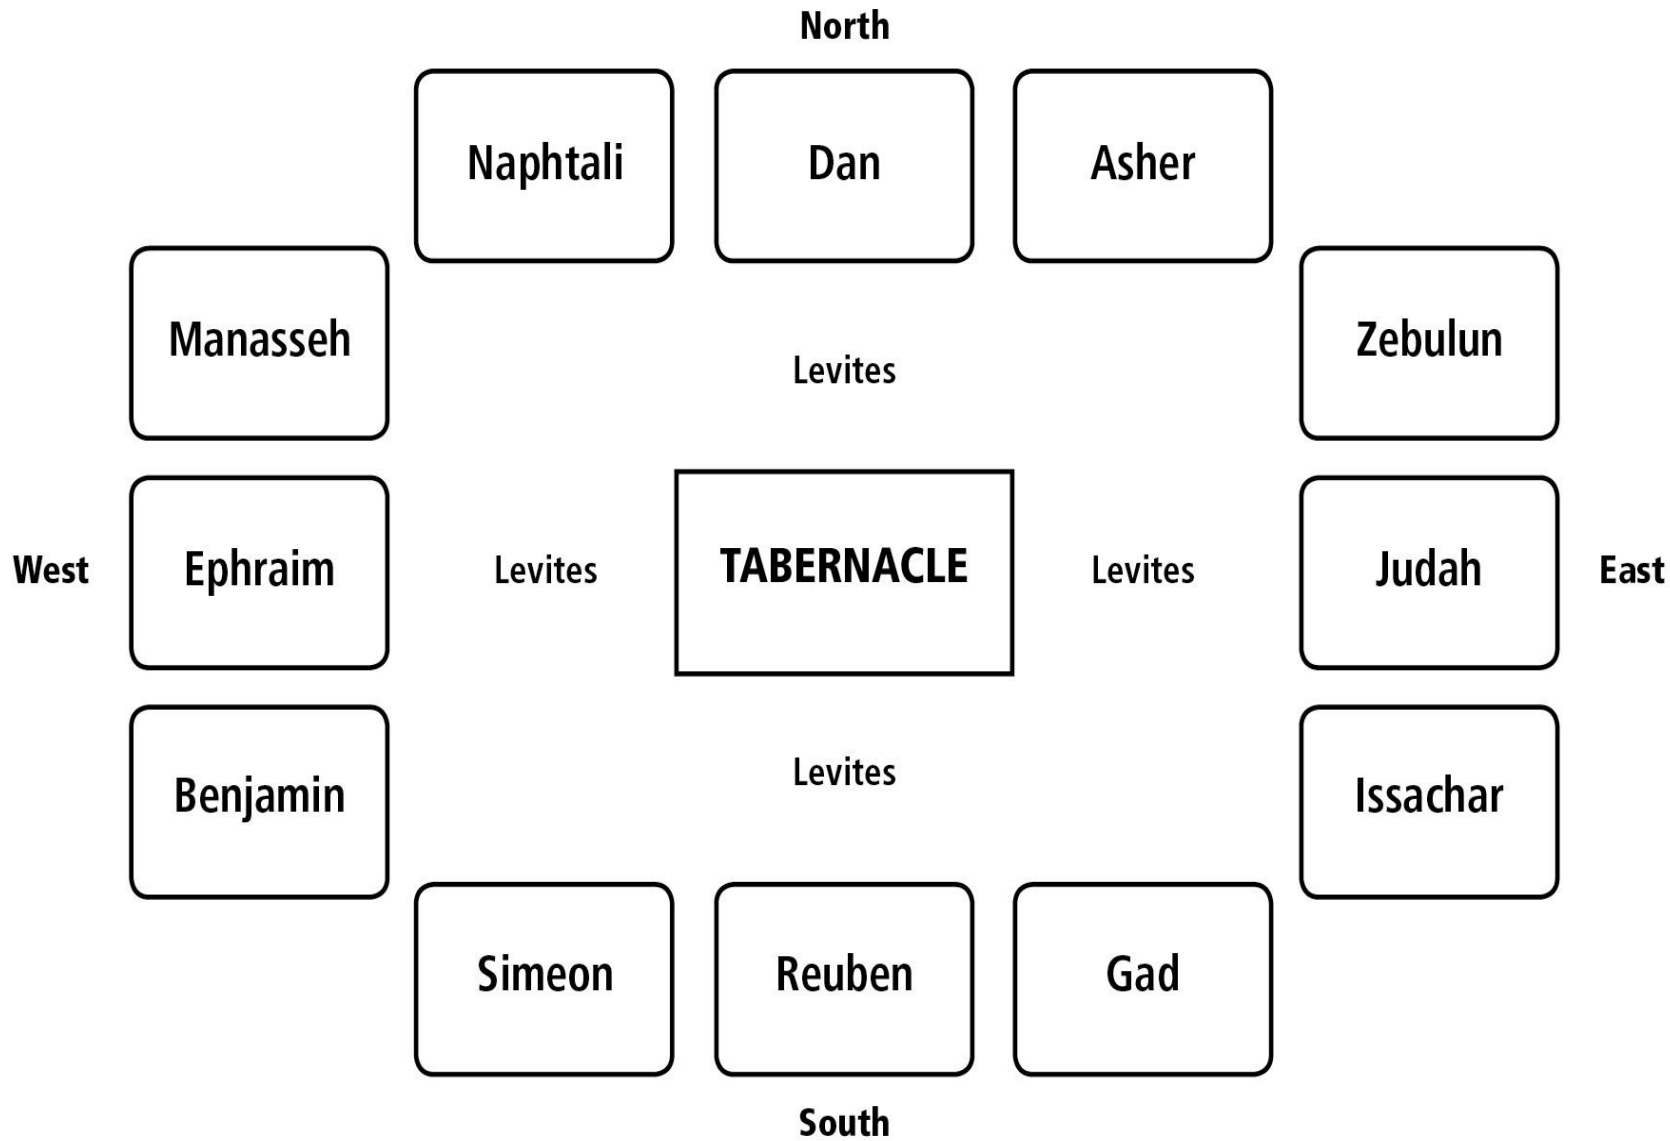 North
Naphtali
Dan
Asher
Manasseh
Zebulun
Levites
West
Ephraim
Levites
TABERNACLE
Levites
Judah
East
Benjamin
Levites
Issachar
Simeon
Reuben
Gad
South